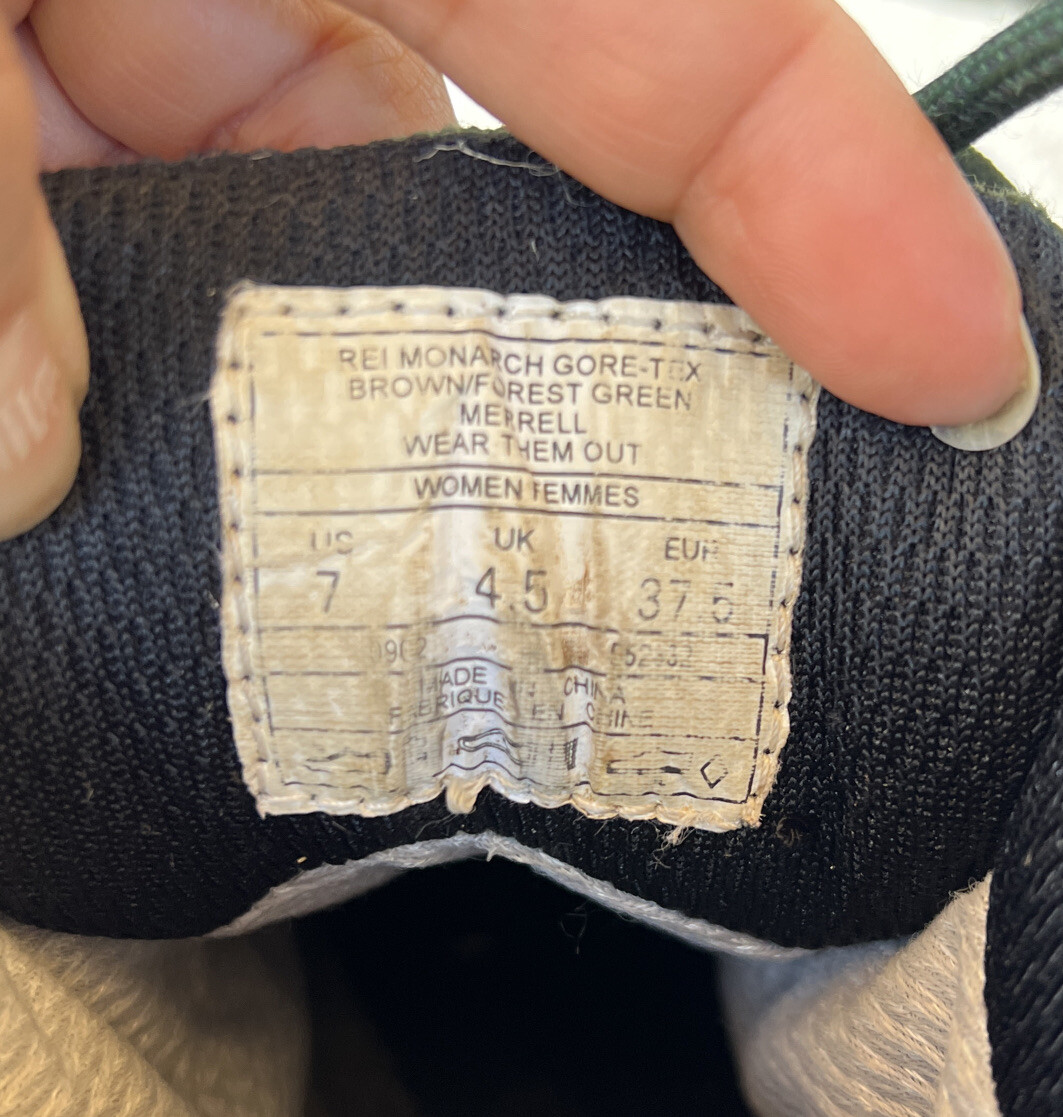 REI MONARCH GORE-TEX
BROWN/FOREST GREEN
MERRELL
WEAR THEM OUT
WOMEN FEMMES
US UK EUR
7 4.5 37.5
MADE IN CHINA
FABRIQUE EN CHINE